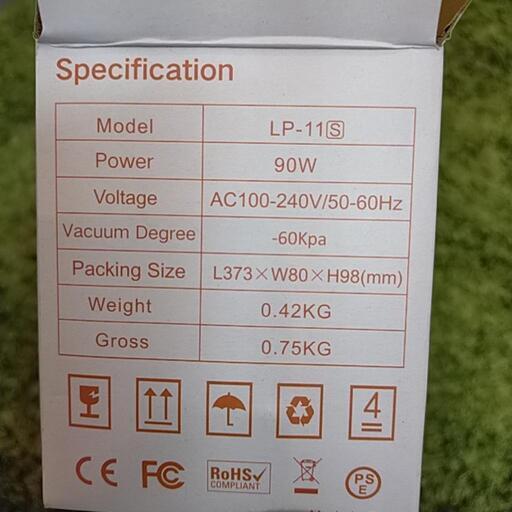 Specification
Model LP-11S
Power 90W
Voltage AC100-240V/50-60Hz
Vacuum Degree -60Kpa
Packing Size L373×W80×H98(mm)
Weight 0.42KG
Gross 0.75KG
4
CE FC RoHS✓ PS
COMPLIANT E